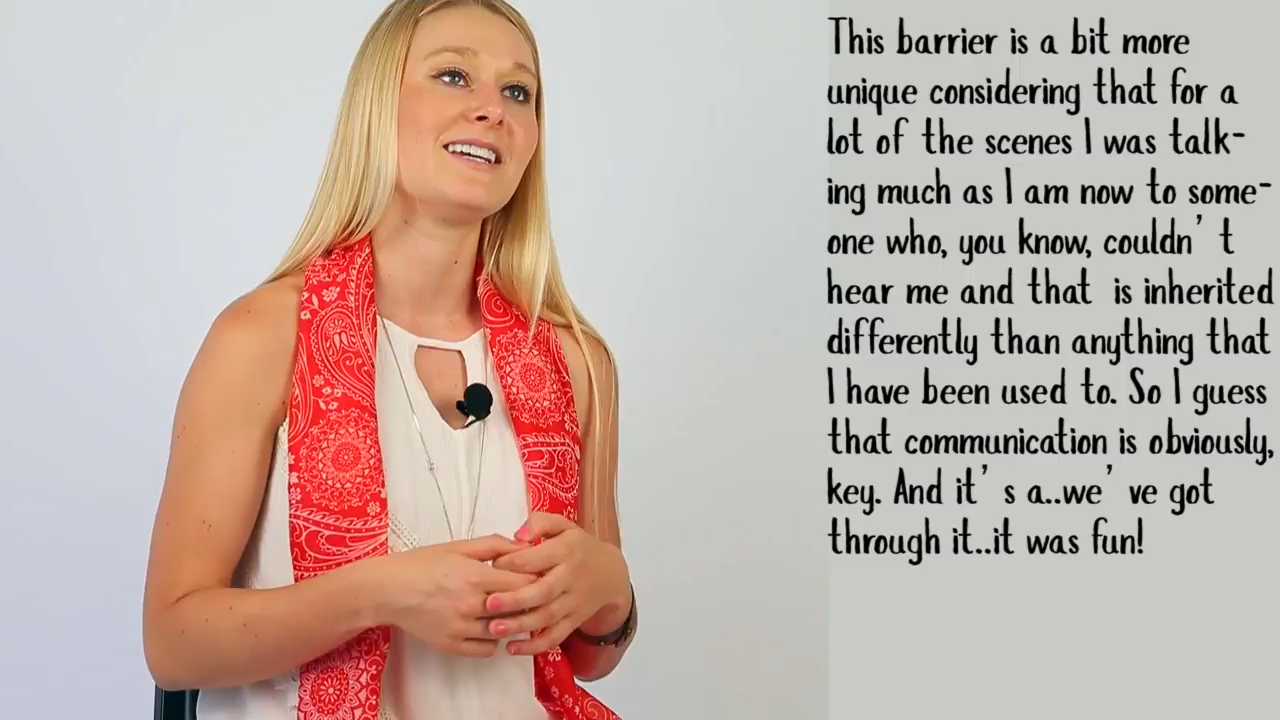 This barrier is a bit more
unique considering that for a
lot of the scenes I was talk-
ing much as I am now to some-
one who, you know, couldn't
hear me and that is inherited
differently than anything that
I have been used to. So I guess
that communication is obviously,
key. And it's a..we've got
through it..it was fun!